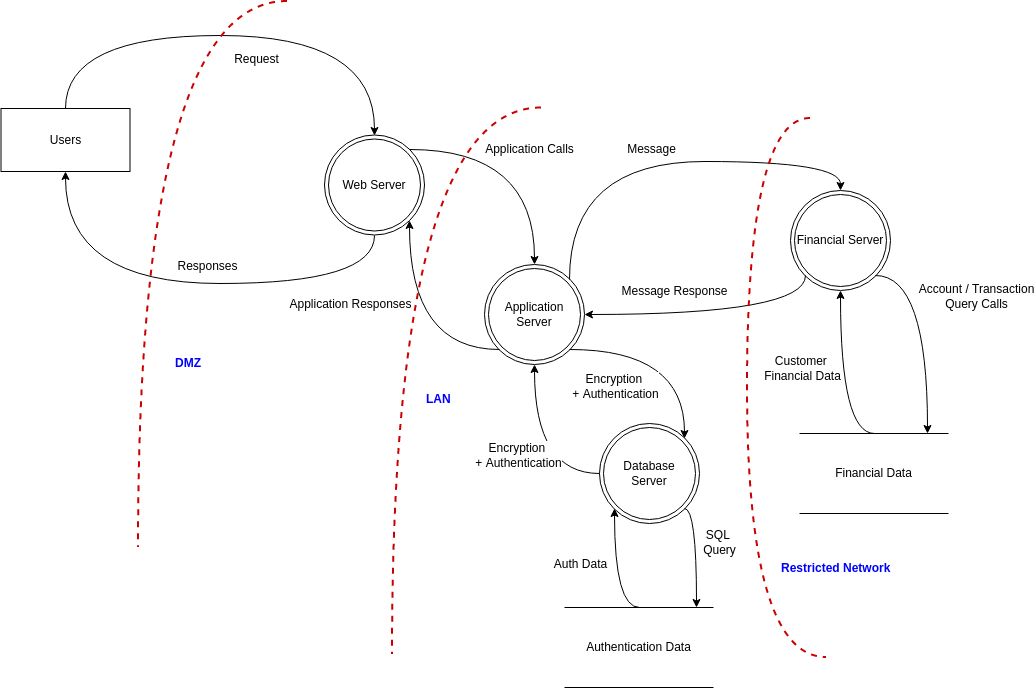 Request
Users
Application Calls
Message
Web Server
Financial Server
Responses
Message Response
Account / Transaction
Query Calls
Application Responses
Application
Server
DMZ
Customer
Financial Data
Encryption
+ Authentication
LAN
Encryption
+ Authentication
Database
Server
Financial Data
SQL
Query
Auth Data
Restricted Network
Authentication Data